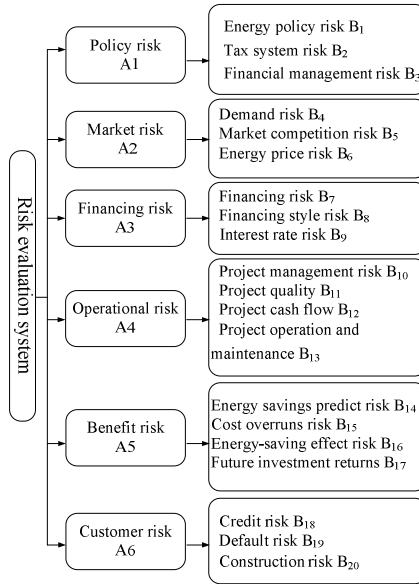 Risk evaluation system
Policy risk
A1
Energy policy risk B1
Tax system risk B2
Financial management risk B3
Market risk
A2
Demand risk B4
Market competition risk B5
Energy price risk B6
Financing risk
A3
Financing risk B7
Financing style risk B8
Interest rate risk B9
Operational risk
A4
Project management risk B10
Project quality B11
Project cash flow B12
Project operation and
maintenance B13
Benefit risk
A5
Energy savings predict risk B14
Cost overruns risk B15
Energy-saving effect risk B16
Future investment returns B17
Customer risk
A6
Credit risk B18
Default risk B19
Construction risk B20